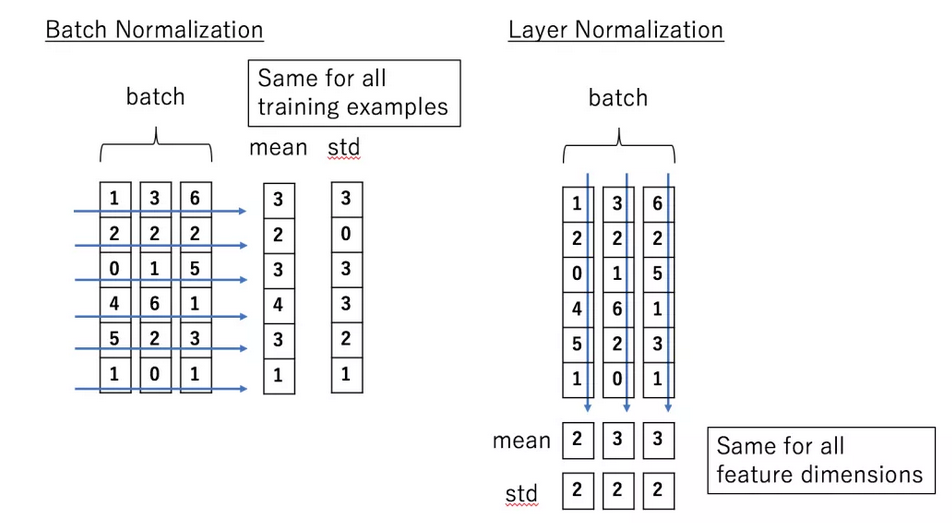 Batch Normalization
Same for all
training examples
batch
mean std
1 3 6 3 3
2 2 2 2 0
0 1 5 3 3
4 6 1 4 3
5 2 3 3 2
1 0 1 1 1
Layer Normalization
batch
1 3 6
2 2 2
0 1 5
4 6 1
5 2 3
1 0 1
mean 2 3 3
std 2 2 2
Same for all
feature dimensions